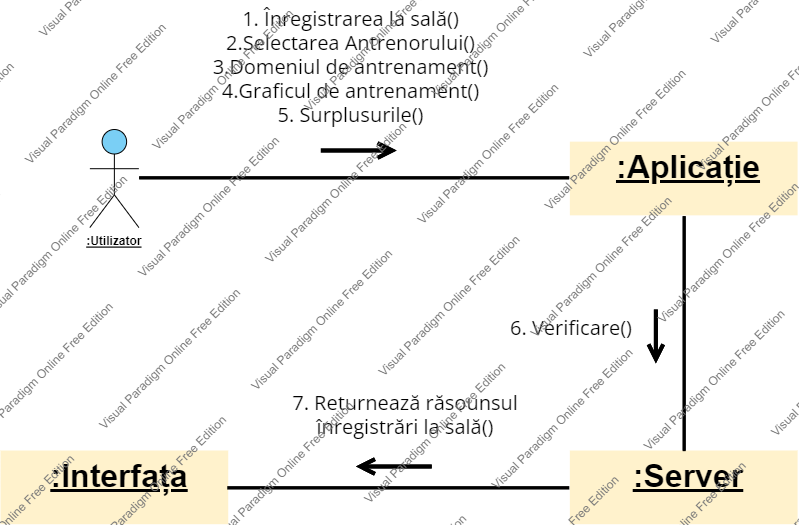 1. Înregistrarea la sală()
2.Selectarea Antrenorului()
3.Domeniul de antrenament()
4.Graficul de antrenament()
5. Surplusurile()
:Aplicație
:Utilizator
6. Verificare()
7. Returnează răsounsul
înregistrări la sală()
:Interfața
:Server
Visual Paradigm Online Free Edition